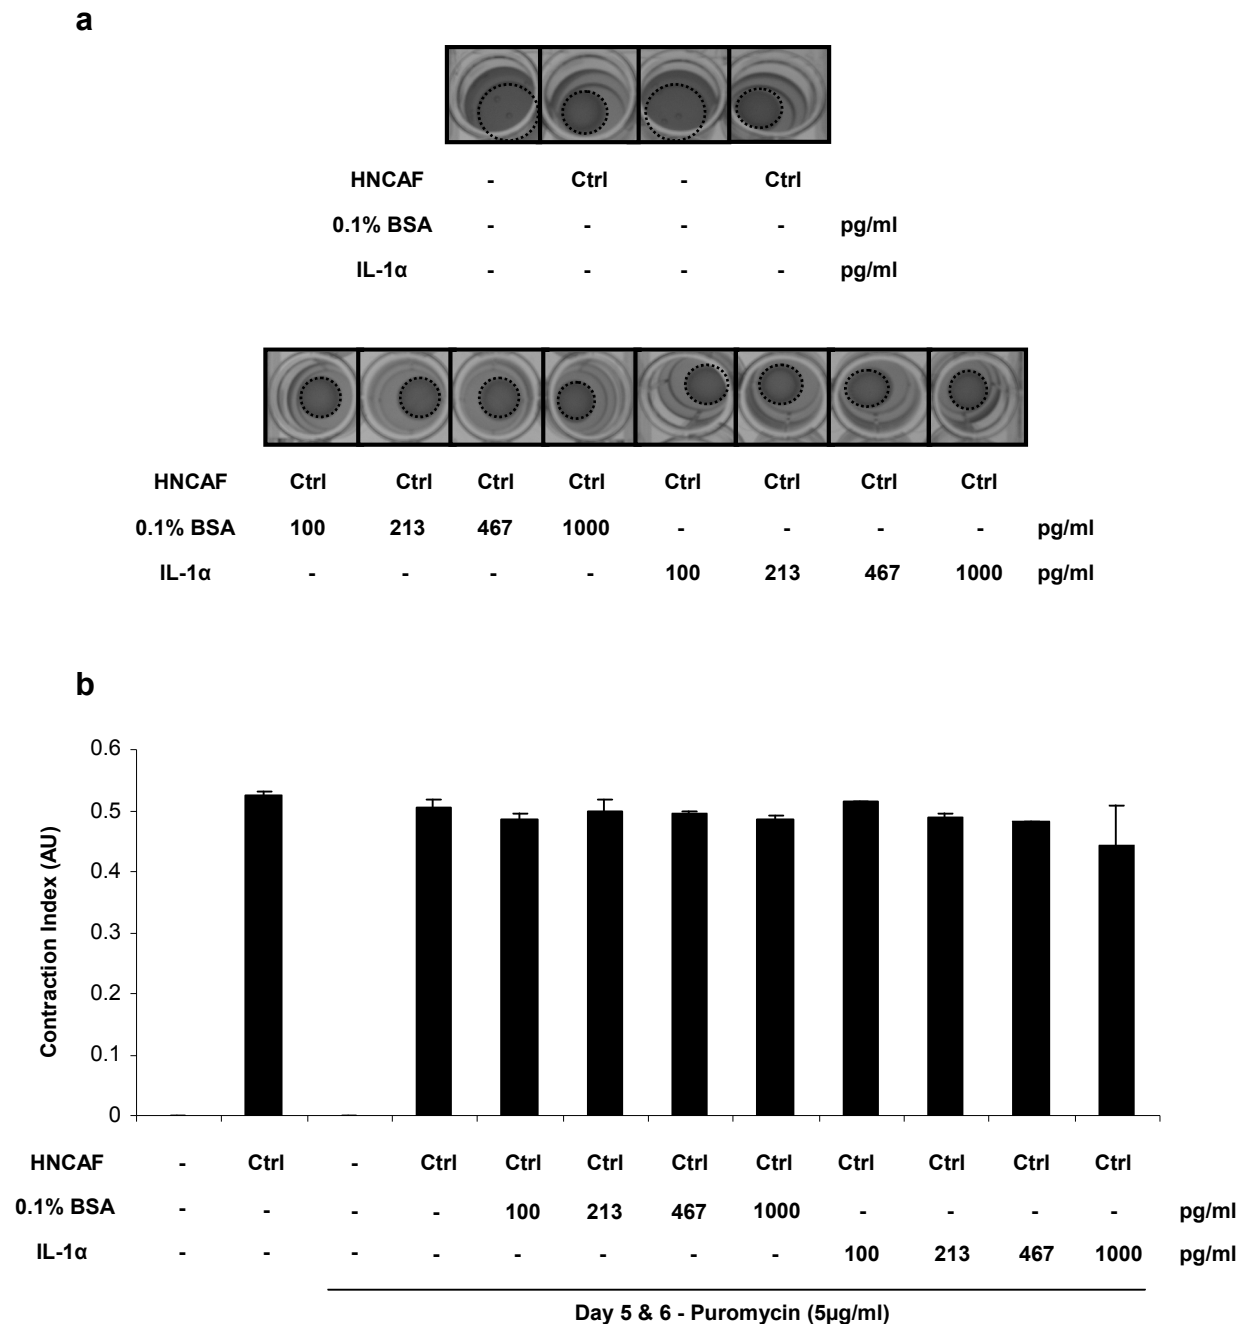 a
HNCAF - Ctrl - Ctrl
0.1% BSA - - - - pg/ml
IL-1α - - - - pg/ml
HNCAF Ctrl Ctrl Ctrl Ctrl Ctrl Ctrl Ctrl Ctrl
0.1% BSA 100 213 467 1000 - - - - pg/ml
IL-1α - - - - 100 213 467 1000 pg/ml
b
Contraction Index (AU)
0.6
0.5
0.4
0.3
0.2
0.1
0
HNCAF - Ctrl - Ctrl Ctrl Ctrl Ctrl Ctrl Ctrl Ctrl Ctrl Ctrl
0.1% BSA - - - - 100 213 467 1000 - - - - pg/ml
IL-1α - - - - - - - - 100 213 467 1000 pg/ml
Day 5 & 6 - Puromycin (5µg/ml)